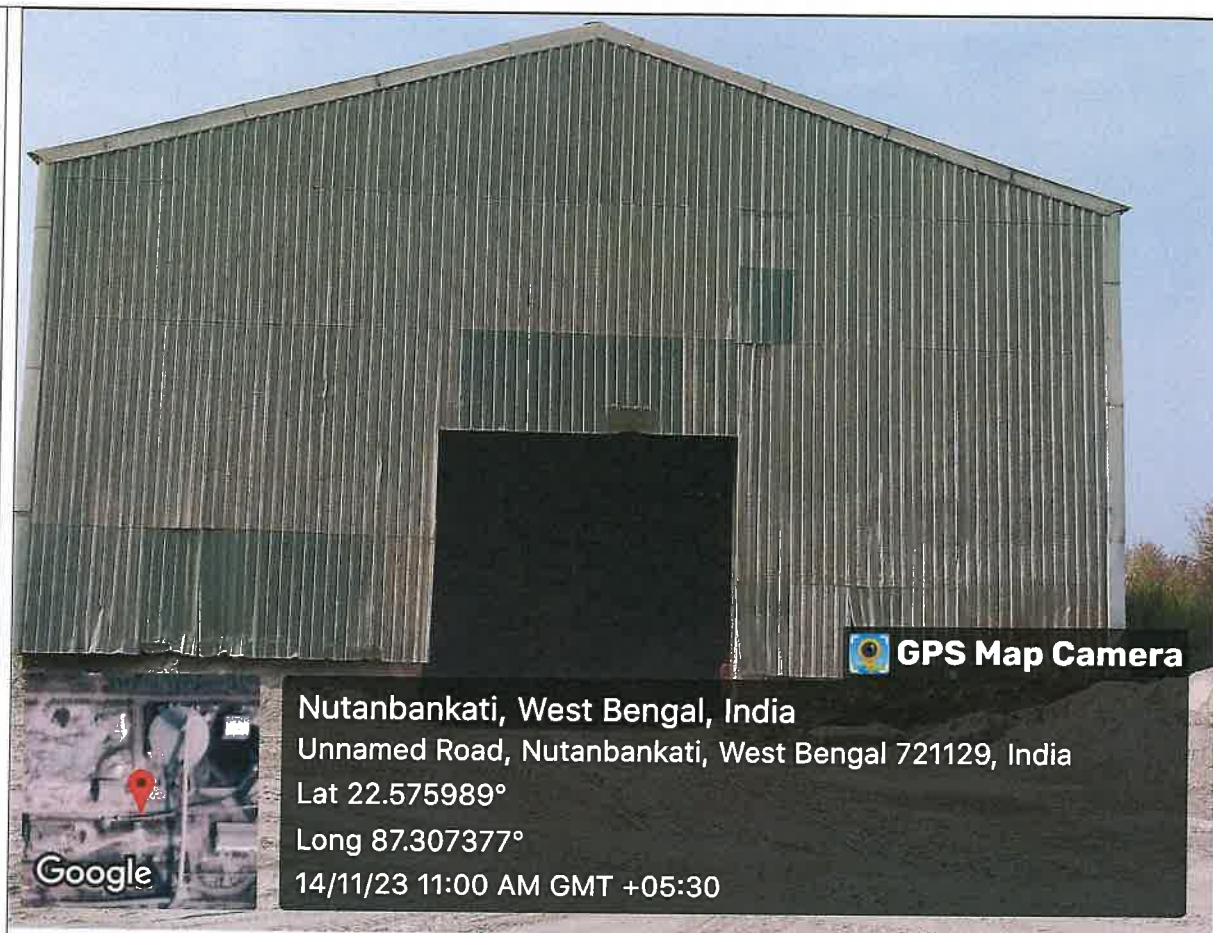 GPS Map Camera
Nutanbankati, West Bengal, India
Unnamed Road, Nutanbankati, West Bengal 721129, India
Lat 22.575989°
Long 87.307377°
14/11/23 11:00 AM GMT +05:30
Google